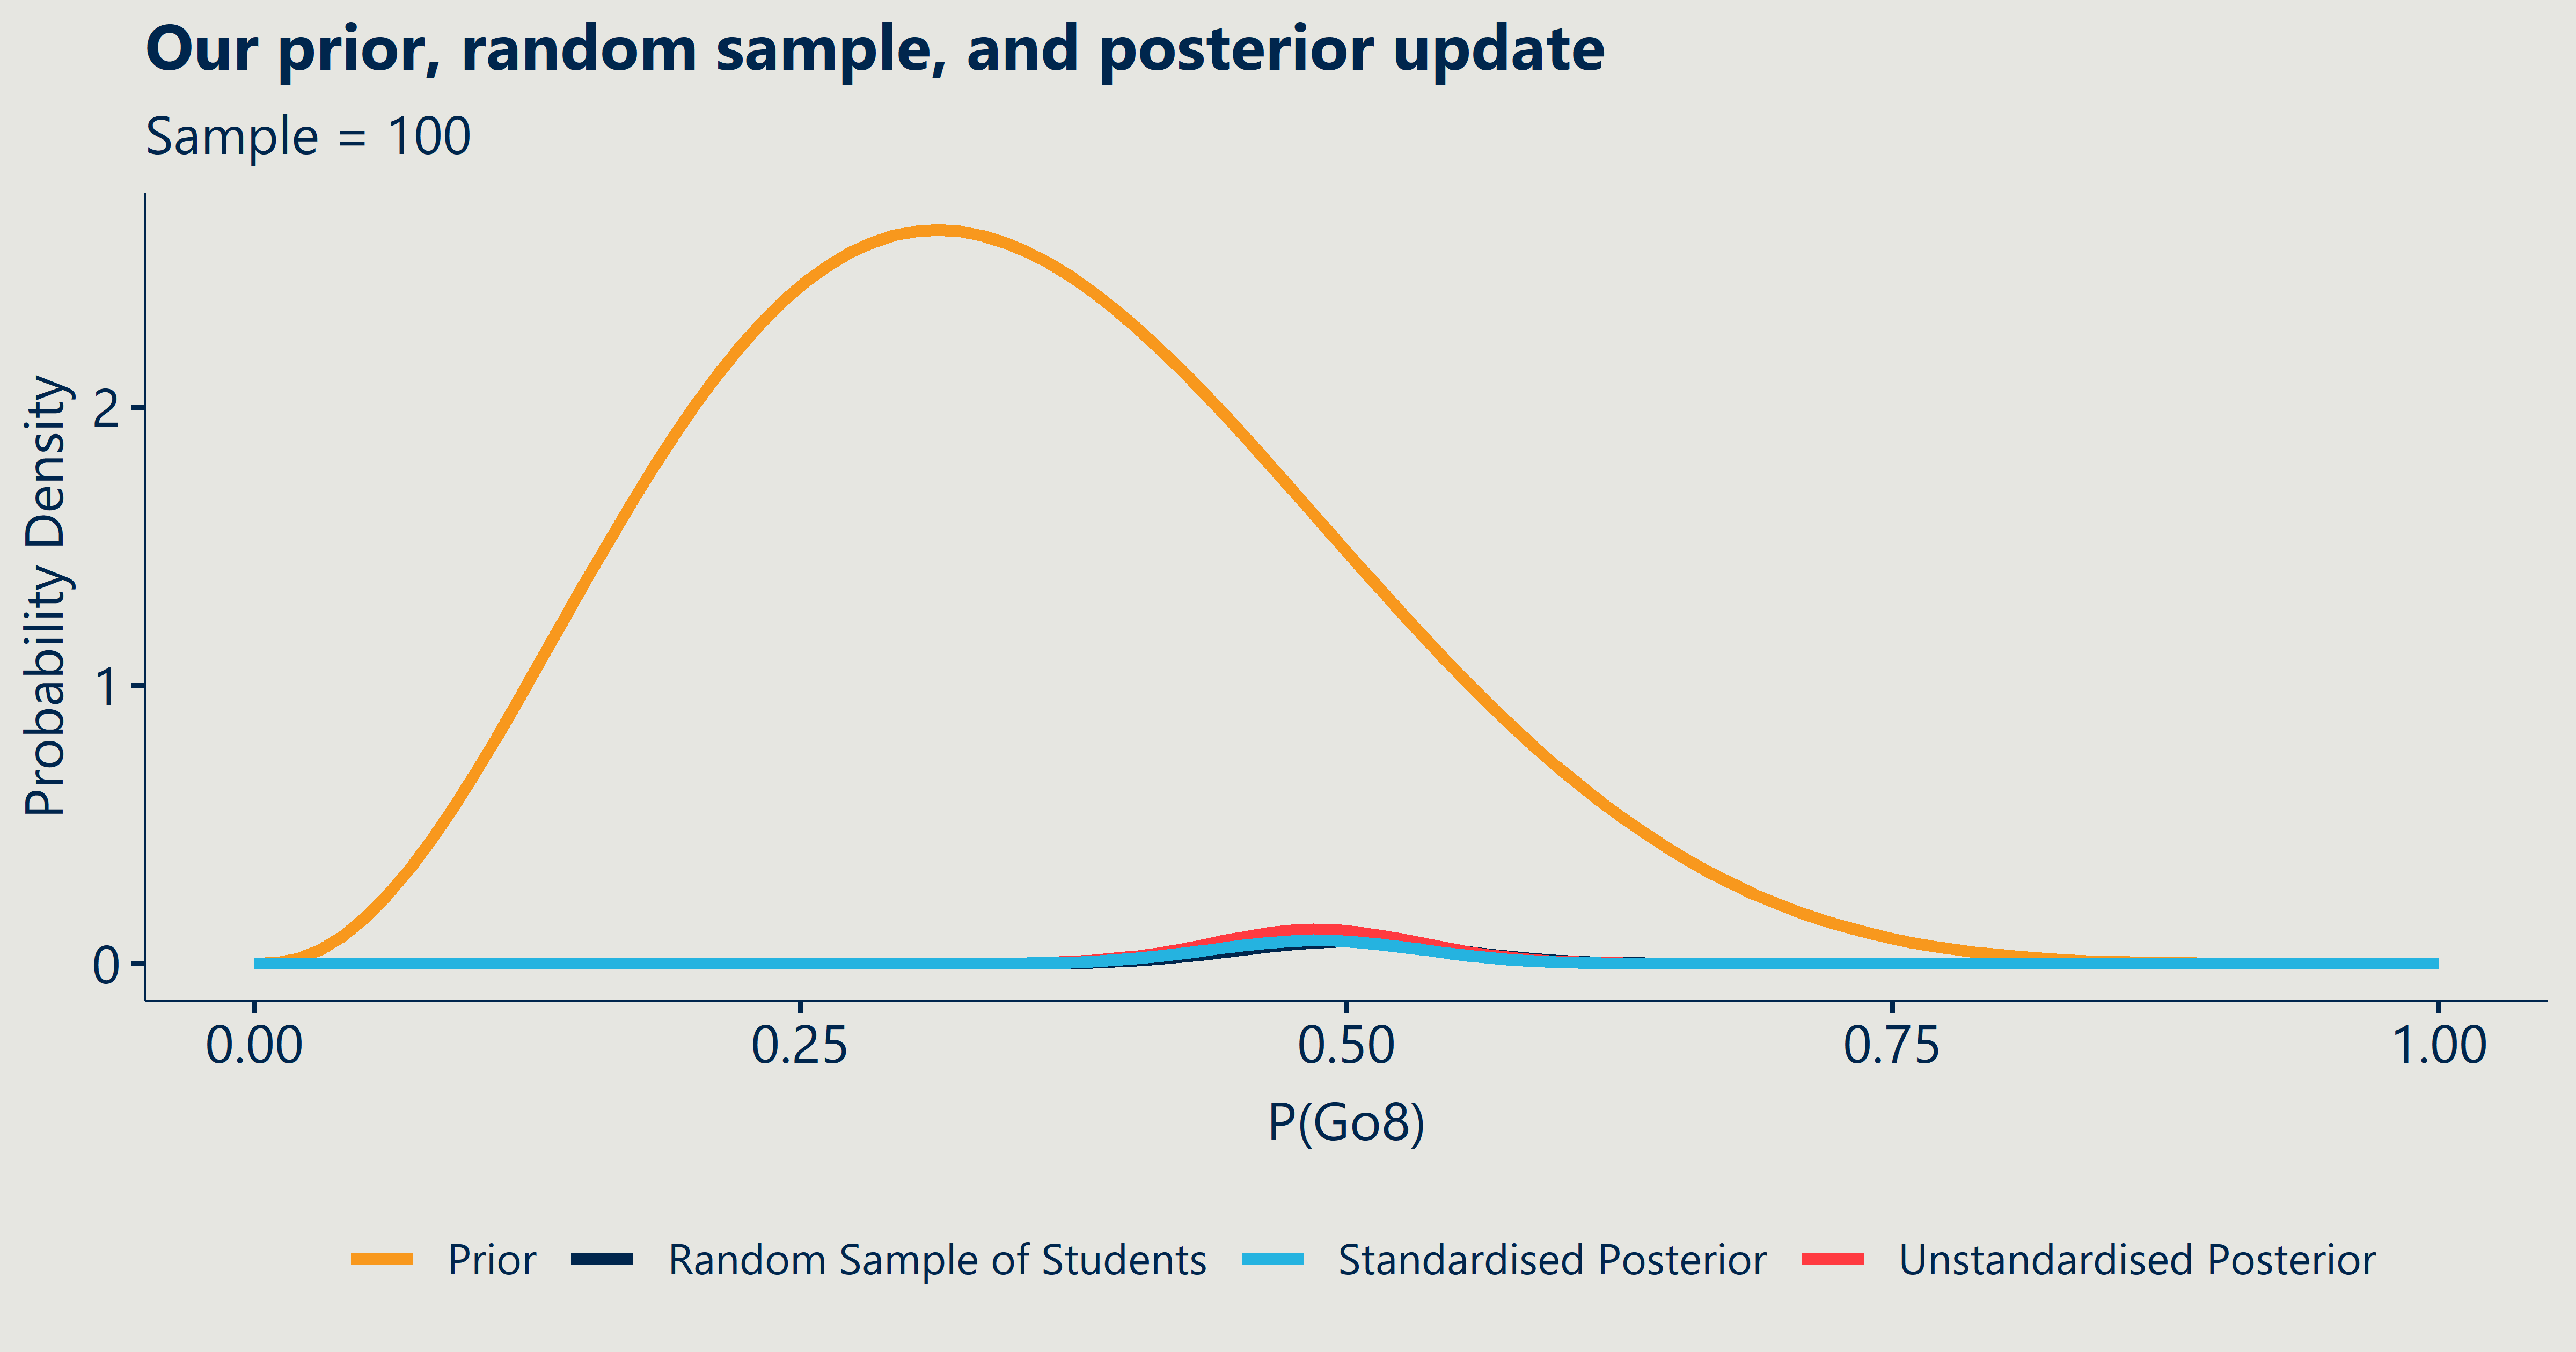 Our prior, random sample, and posterior update
Sample = 100
Probability Density
2
1
0
0.00 0.25 0.50 0.75 1.00
P(Go8)
Prior Random Sample of Students Standardised Posterior Unstandardised Posterior